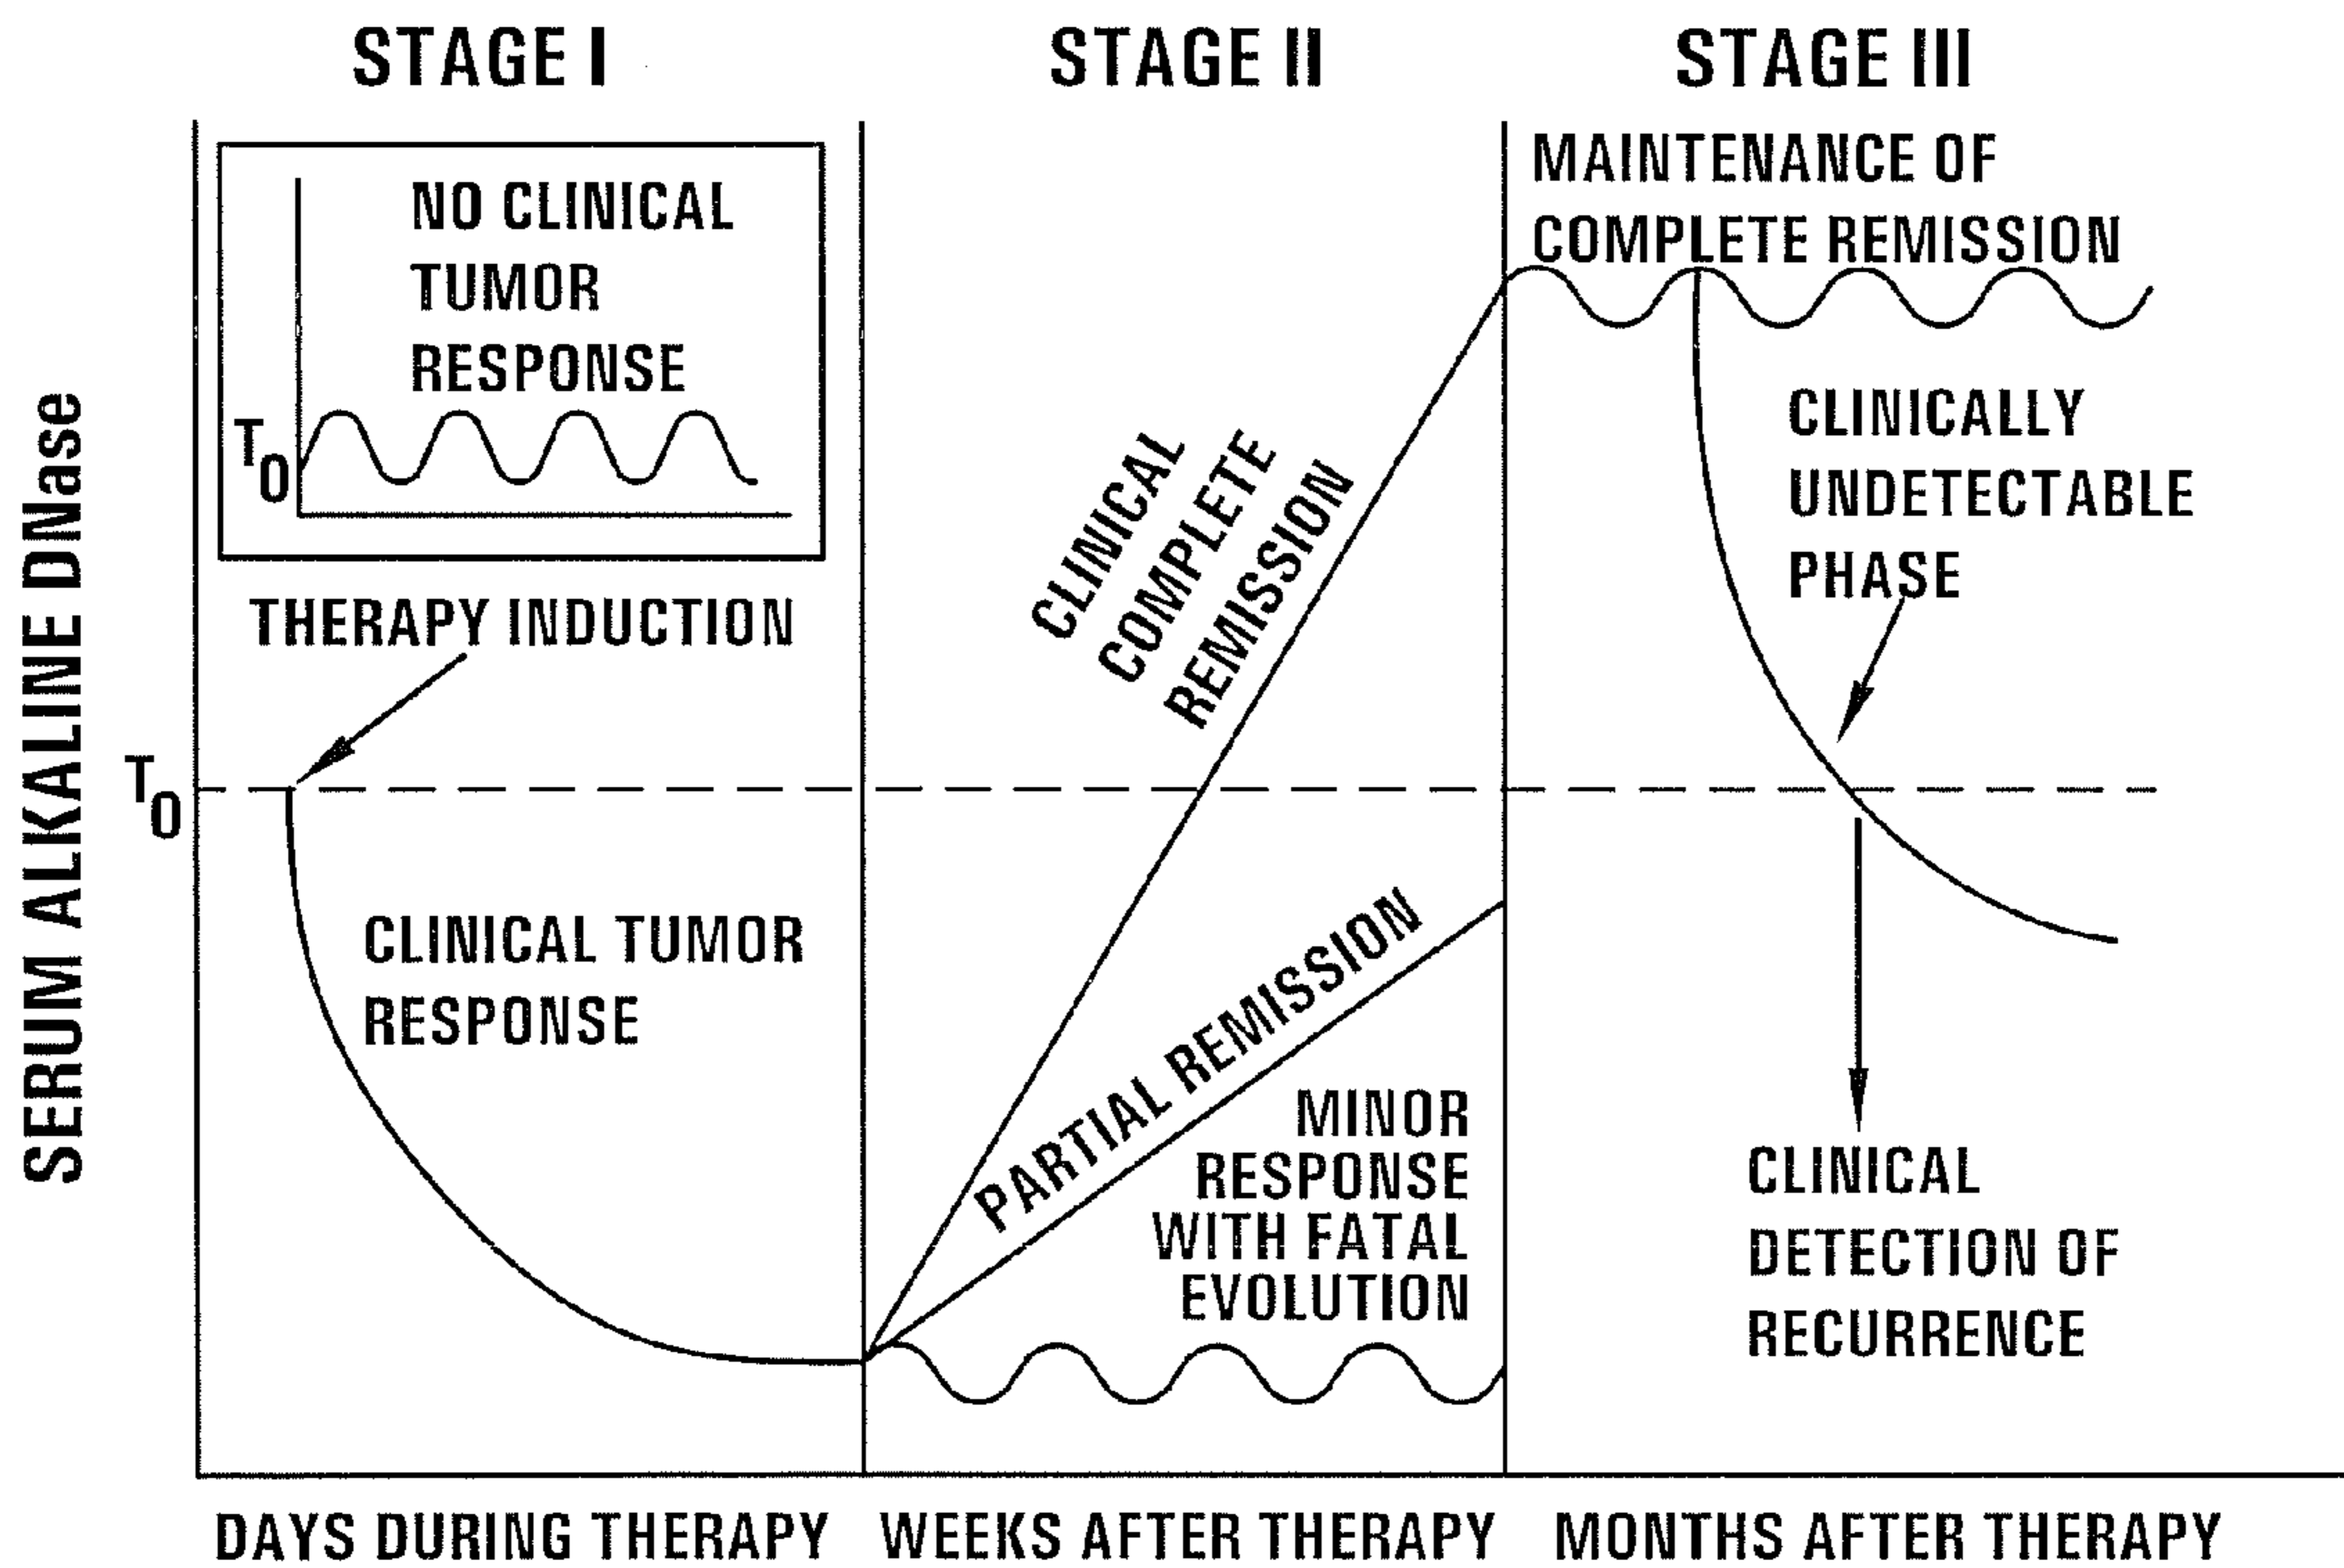 STAGE I
STAGE II
STAGE III
SERUM ALKALINE DNase
NO CLINICAL
TUMOR
RESPONSE
T0
THERAPY INDUCTION
T0
CLINICAL TUMOR
RESPONSE
CLINICAL
COMPLETE
REMISSION
PARTIAL REMISSION
MINOR
RESPONSE
WITH FATAL
EVOLUTION
MAINTENANCE OF
COMPLETE REMISSION
CLINICALLY
UNDETECTABLE
PHASE
CLINICAL
DETECTION OF
RECURRENCE
DAYS DURING THERAPY
WEEKS AFTER THERAPY
MONTHS AFTER THERAPY